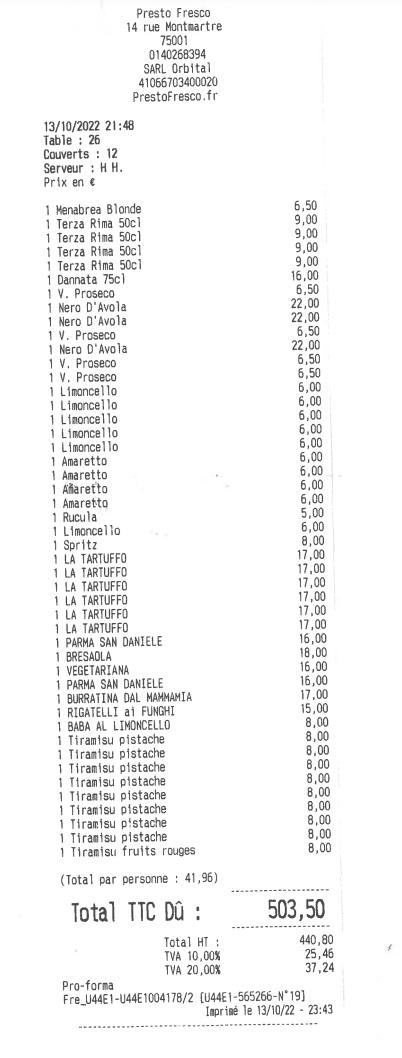 Presto Fresco
14 rue Montmartre
75001
0140268394
SARL Orbital
41066703400020
PrestoFresco.fr
13/10/2022 21:48
Table : 26
Couverts : 12
Serveur : H H.
Prix en €
1 Menabrea Blonde 6,50
1 Terza Rima 50cl 9,00
1 Terza Rima 50cl 9,00
1 Terza Rima 50cl 9,00
1 Terza Rima 50cl 9,00
1 Dannata 75cl 16,00
1 V. Proseco 6,50
1 Nero D'Avola 22,00
1 Nero D'Avola 22,00
1 V. Proseco 6,50
1 Nero D'Avola 22,00
1 V. Proseco 6,50
1 V. Proseco 6,50
1 Limoncello 6,00
1 Limoncello 6,00
1 Limoncello 6,00
1 Limoncello 6,00
1 Limoncello 6,00
1 Amaretto 6,00
1 Amaretto 6,00
1 Amaretto 6,00
1 Amaretto 6,00
1 Rucula 5,00
1 Limoncello 6,00
1 Spritz 8,00
1 LA TARTUFFO 17,00
1 LA TARTUFFO 17,00
1 LA TARTUFFO 17,00
1 LA TARTUFFO 17,00
1 LA TARTUFFO 17,00
1 LA TARTUFFO 17,00
1 PARMA SAN DANIELE 16,00
1 BRESAOLA 18,00
1 VEGETARIANA 16,00
1 PARMA SAN DANIELE 16,00
1 BURRATINA DAL MAMMAMIA 17,00
1 RIGATELLI ai FUNGHI 15,00
1 BABA AL LIMONCELLO 8,00
1 Tiramisu pistache 8,00
1 Tiramisu pistache 8,00
1 Tiramisu pistache 8,00
1 Tiramisu pistache 8,00
1 Tiramisu pistache 8,00
1 Tiramisu pistache 8,00
1 Tiramisu pistache 8,00
1 Tiramisu pistache 8,00
1 Tiramisu fruits rouges 8,00
(Total par personne : 41,96)
Total TTC Dû : 503,50
Total HT : 440,80
TVA 10,00% 25,46
TVA 20,00% 37,24
Pro-forma
Fre_U44E1-U44E1004178/2 [U44E1-565266-N°19]
Imprimé le 13/10/22 - 23:43